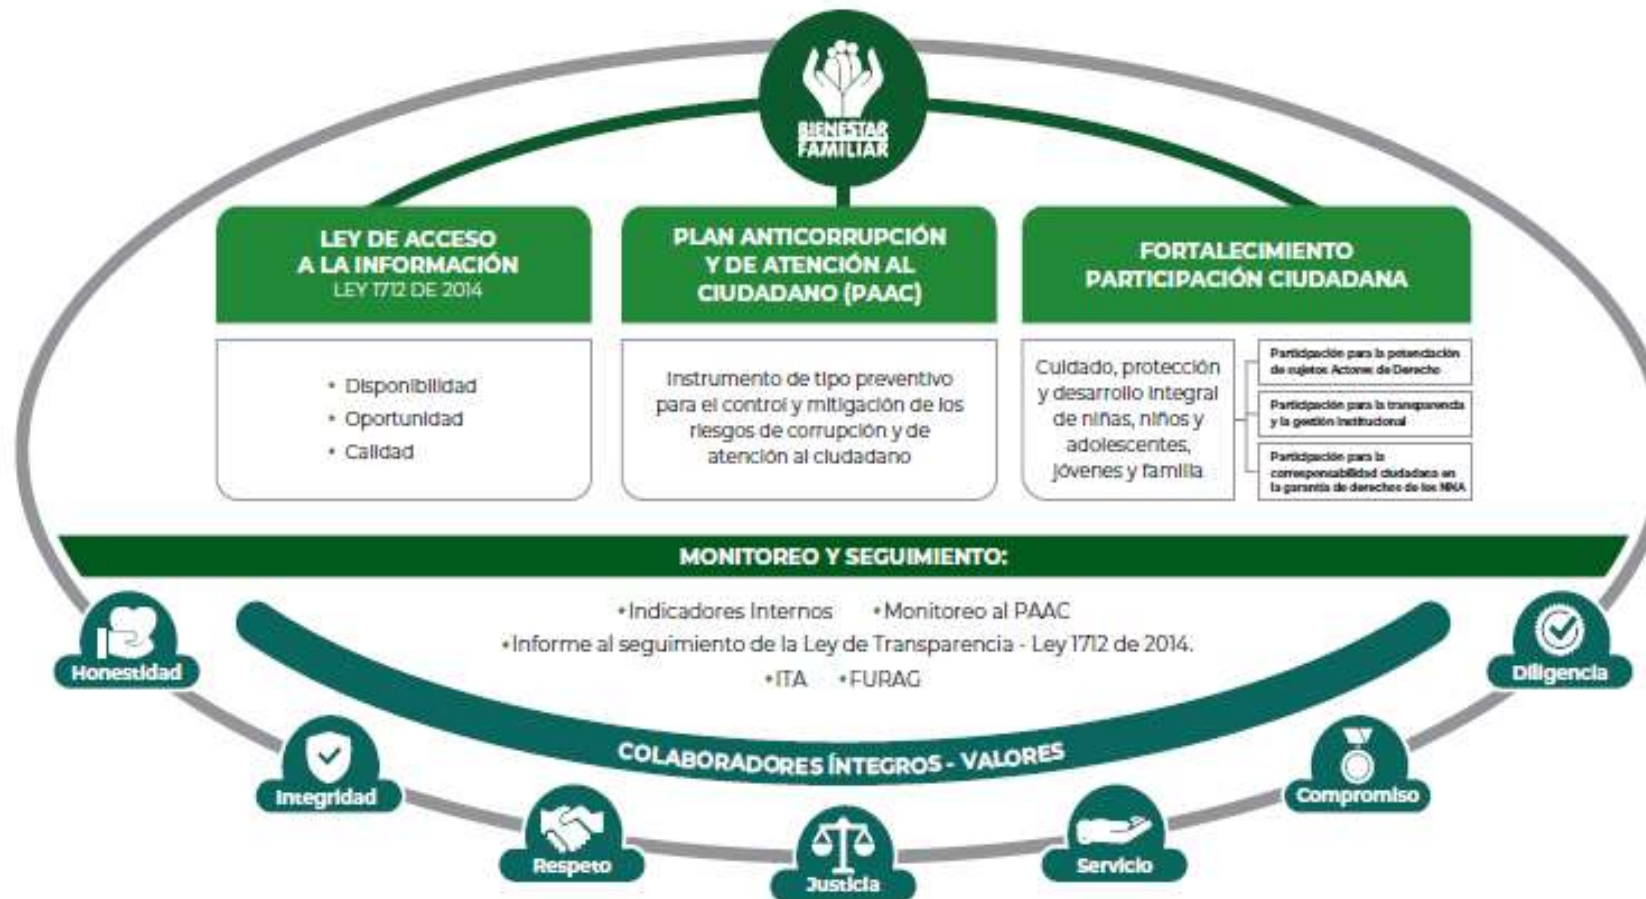 BIENESTAR
FAMILIAR
LEY DE ACCESO
A LA INFORMACIÓN
LEY 1712 DE 2014
• Disponibilidad
• Oportunidad
• Calidad
PLAN ANTICORRUPCIÓN
Y DE ATENCIÓN AL
CIUDADANO (PAAC)
Instrumento de tipo preventivo
para el control y mitigación de los
riesgos de corrupción y de
atención al ciudadano
FORTALECIMIENTO
PARTICIPACIÓN CIUDADANA
Cuidado, protección
y desarrollo integral
de niñas, niños y
adolescentes,
jóvenes y familia
Participación para la potenciación
de sujetos Actores de Derecho
Participación para la transparencia
y la gestión institucional
Participación para la
corresponsabilidad ciudadana en
la garantía de derechos de los NNA
MONITOREO Y SEGUIMIENTO:
•Indicadores Internos •Monitoreo al PAAC
•Informe al seguimiento de la Ley de Transparencia - Ley 1712 de 2014.
•ITA •FURAG
COLABORADORES ÍNTEGROS - VALORES
Honestidad
Integridad
Respeto
Justicia
Servicio
Compromiso
Diligencia